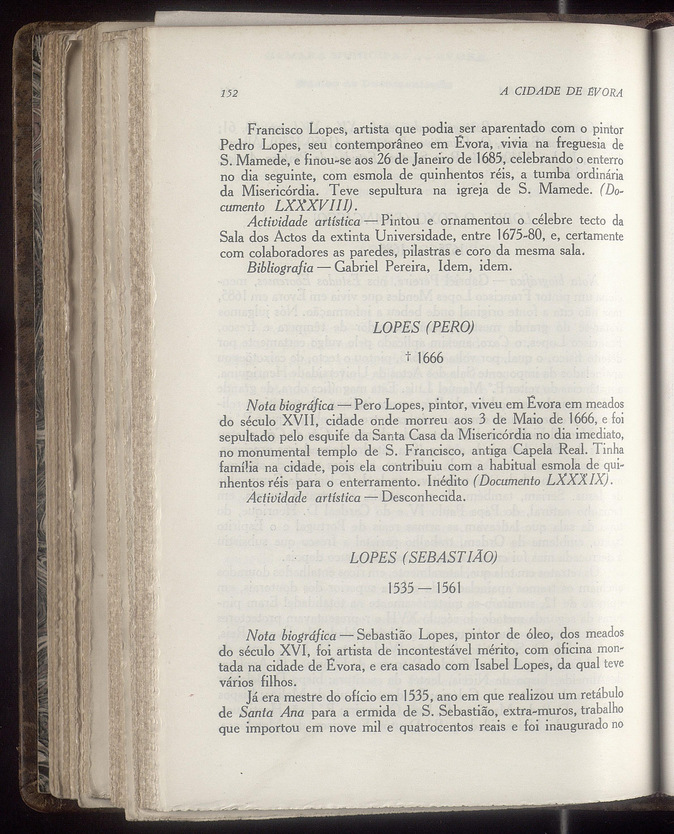 152
A CIDADE DE ÉVORA
Francisco Lopes, artista que podia ser aparentado com o pintor
Pedro Lopes, seu contemporâneo em Évora, vivia na freguesia de
S. Mamede, e finou-se aos 26 de Janeiro de 1685, celebrando o enterro
no dia seguinte, com esmola de quinhentos réis, a tumba ordinária
da Misericórdia. Teve sepultura na igreja de S. Mamede. (Do-
cumento LXXXVIII).
Actividade artística — Pintou e ornamentou o célebre tecto da
Sala dos Actos da extinta Universidade, entre 1675-80, e, certamente
com colaboradores as paredes, pilastras e coro da mesma sala.
Bibliografia — Gabriel Pereira, Idem, idem.
LOPES (PERO)
† 1666
Nota biográfica — Pero Lopes, pintor, viveu em Évora em meados
do século XVII, cidade onde morreu aos 3 de Maio de 1666, e foi
sepultado pelo esquife da Santa Casa da Misericórdia no dia imediato,
no monumental templo de S. Francisco, antiga Capela Real. Tinha
família na cidade, pois ela contribuiu com a habitual esmola de qui-
nhentos réis para o enterramento. Inédito (Documento LXXXIX).
Actividade artística — Desconhecida.
LOPES (SEBASTIÃO)
1535 — 1561
Nota biográfica — Sebastião Lopes, pintor de óleo, dos meados
do século XVI, foi artista de incontestável mérito, com oficina mon-
tada na cidade de Évora, e era casado com Isabel Lopes, da qual teve
vários filhos.
Já era mestre do ofício em 1535, ano em que realizou um retábulo
de Santa Ana para a ermida de S. Sebastião, extra-muros, trabalho
que importou em nove mil e quatrocentos reais e foi inaugurado no